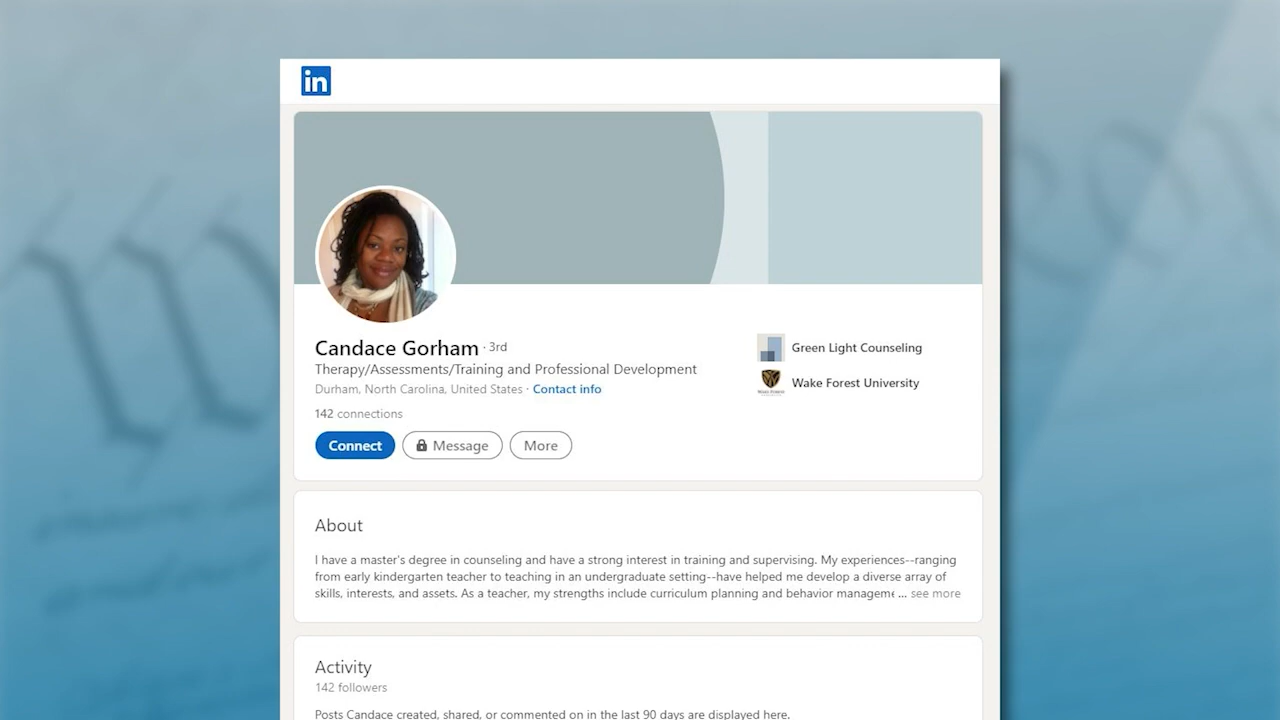 in
Candace Gorham · 3rd
Therapy/Assessments/Training and Professional Development
Durham, North Carolina, United States · Contact info
142 connections
Connect
Message
More
Green Light Counseling
Wake Forest University
About
I have a master's degree in counseling and have a strong interest in training and supervising. My experiences--ranging
from early kindergarten teacher to teaching in an undergraduate setting--have helped me develop a diverse array of
skills, interests, and assets. As a teacher, my strengths include curriculum planning and behavior manageme ... see more
Activity
142 followers
Posts Candace created, shared, or commented on in the last 90 days are displayed here.